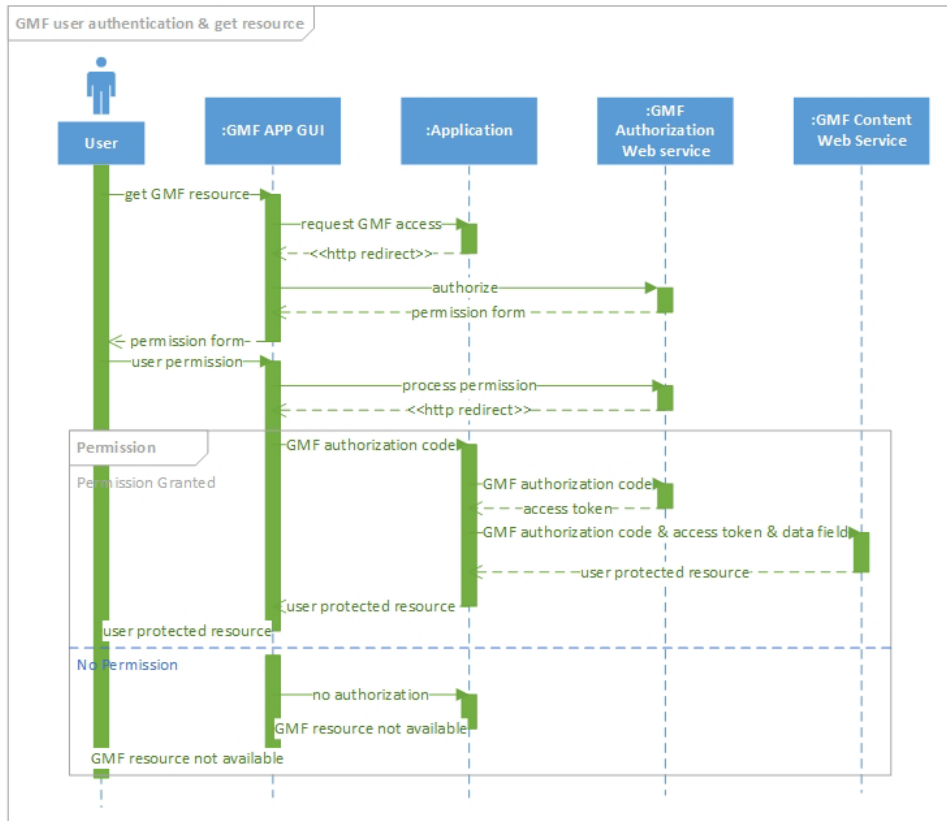 GMF user authentication & get resource
User
:GMF APP GUI
:Application
:GMF
Authorization
Web service
:GMF Content
Web Service
get GMF resource
request GMF access
<<http redirect>>
authorize
permission form
permission form
user permission
process permission
<<http redirect>>
Permission
GMF authorization code
Permission Granted
GMF authorization code
access token
GMF authorization code & access token & data field
user protected resource
user protected resource
user protected resource
No Permission
no authorization
GMF resource not available
GMF resource not available